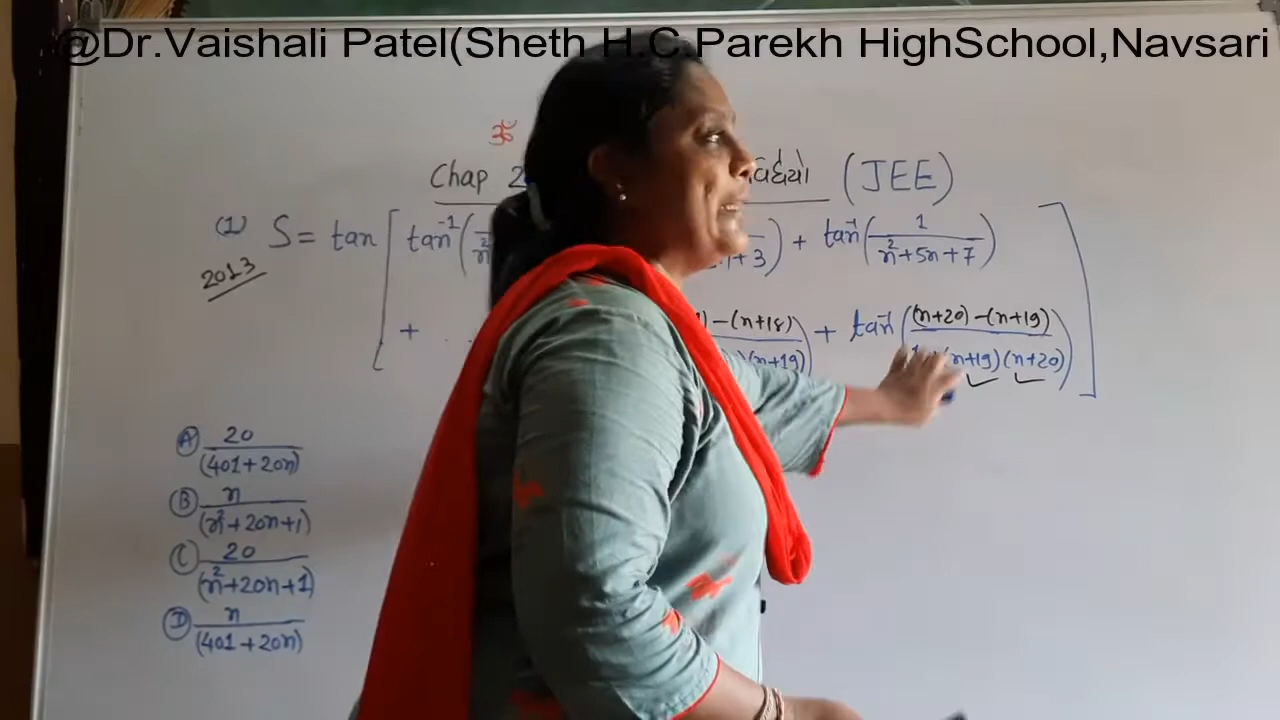 @Dr.Vaishali Patel(Sheth H.C.Parekh HighSchool,Navsari
ૐ
Chap 2 (JEE)
(1) S = tan [ tan⁻¹( + 3) + tan⁻¹(1/(n²+5n+7))
2013
+ . . −(n+18) (n+19)) + tan⁻¹((n+20)−(n+19) / (n+19)(n+20)) ]
(A) 20/(401+20n)
(B) n/(n²+20n+1)
(C) 20/(n²+20n+1)
(D) n/(401+20n)